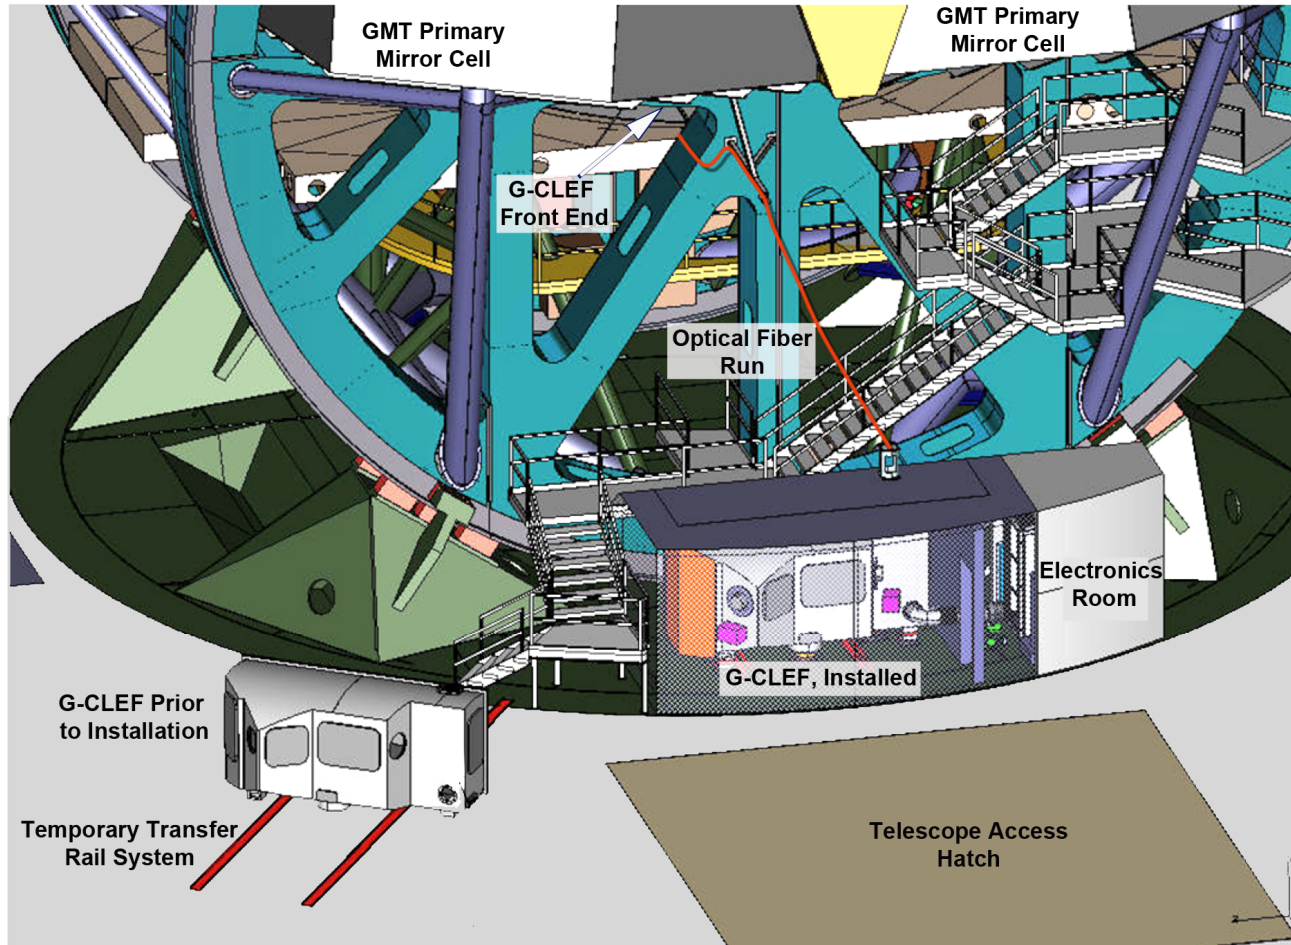 GMT Primary
Mirror Cell
GMT Primary
Mirror Cell
G-CLEF
Front End
Optical Fiber
Run
Electronics
Room
G-CLEF, Installed
G-CLEF Prior
to Installation
Temporary Transfer
Rail System
Telescope Access
Hatch